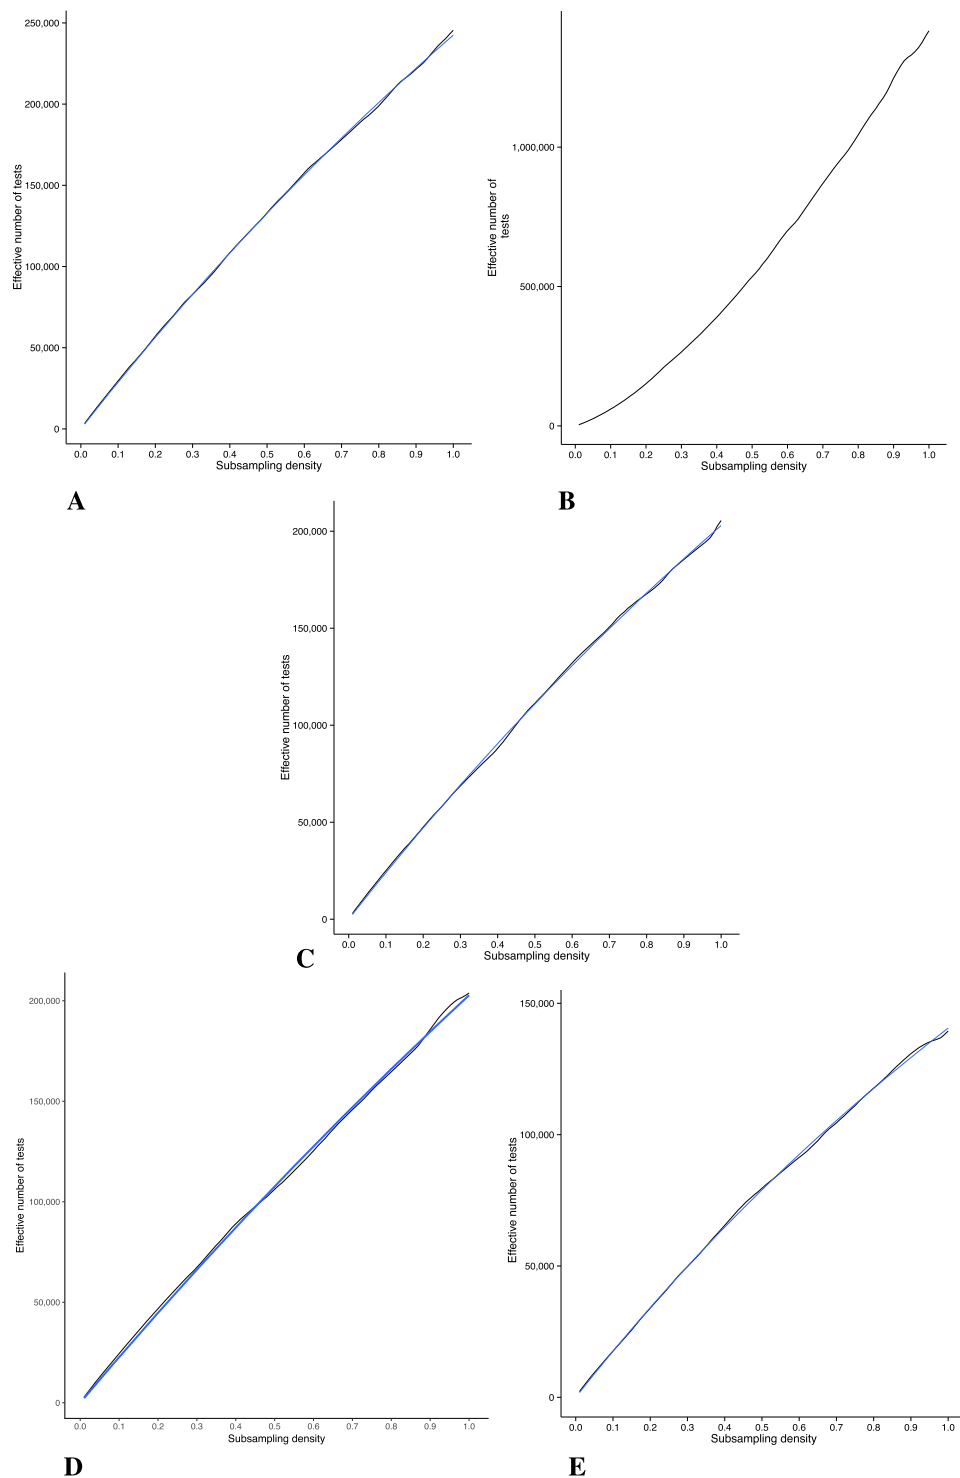 250,000
200,000
150,000
100,000
50,000
0
Effective number of tests
0.0 0.1 0.2 0.3 0.4 0.5 0.6 0.7 0.8 0.9 1.0
Subsampling density
A
1,000,000
500,000
0
Effective number of
tests
0.0 0.1 0.2 0.3 0.4 0.5 0.6 0.7 0.8 0.9 1.0
Subsampling density
B
200,000
150,000
100,000
50,000
0
Effective number of tests
0.0 0.1 0.2 0.3 0.4 0.5 0.6 0.7 0.8 0.9 1.0
Subsampling density
C
200,000
150,000
100,000
50,000
0
Effective number of tests
0.0 0.1 0.2 0.3 0.4 0.5 0.6 0.7 0.8 0.9 1.0
Subsampling density
D
150,000
100,000
50,000
0
Effective number of tests
0.0 0.1 0.2 0.3 0.4 0.5 0.6 0.7 0.8 0.9 1.0
Subsampling density
E